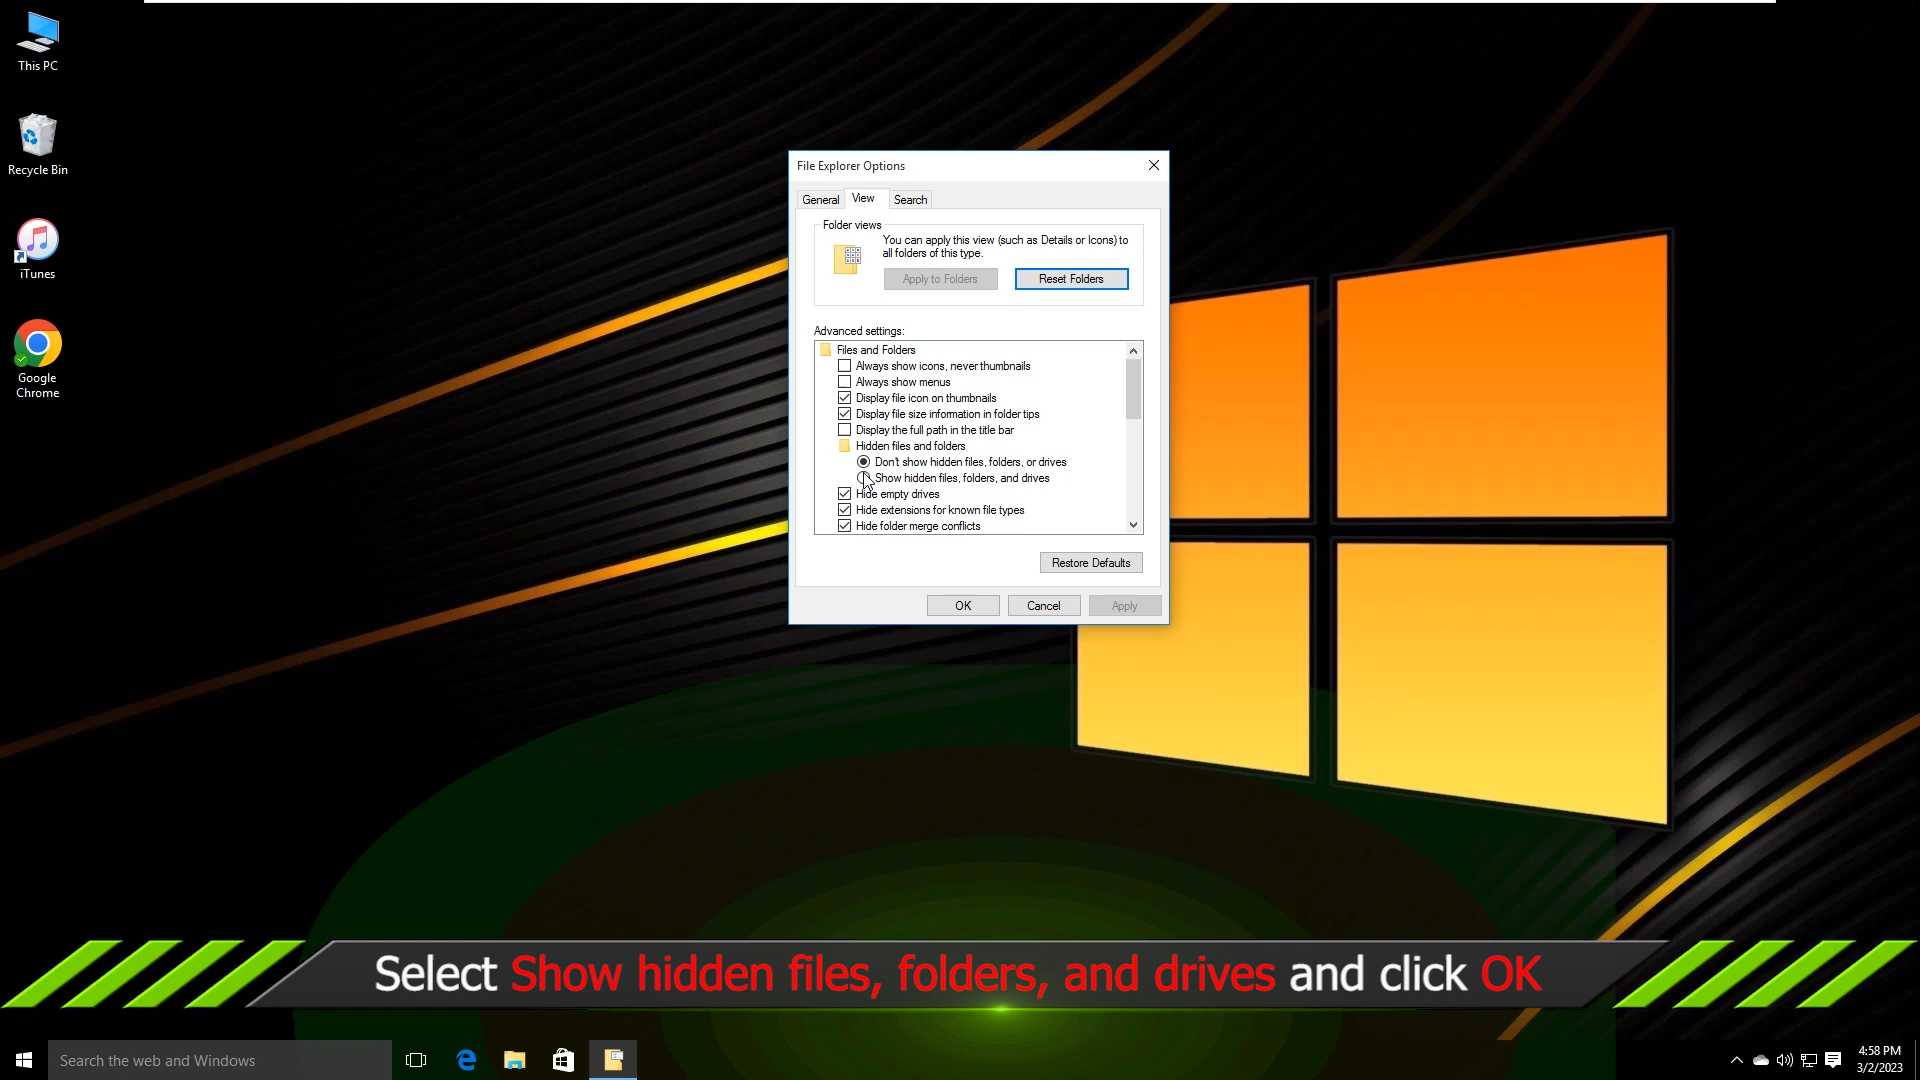 This PC
Recycle Bin
iTunes
Google
Chrome
File Explorer Options
General View Search
Folder views
You can apply this view (such as Details or Icons) to
all folders of this type.
Apply to Folders Reset Folders
Advanced settings:
Files and Folders
Always show icons, never thumbnails
Always show menus
Display file icon on thumbnails
Display file size information in folder tips
Display the full path in the title bar
Hidden files and folders
Don't show hidden files, folders, or drives
Show hidden files, folders, and drives
Hide empty drives
Hide extensions for known file types
Hide folder merge conflicts
Restore Defaults
OK Cancel Apply
Select Show hidden files, folders, and drives and click OK
Search the web and Windows
4:58 PM
3/2/2023